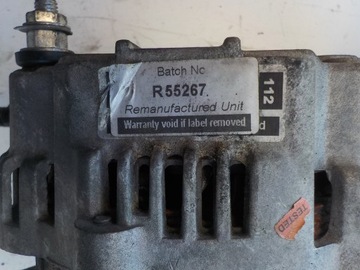 Batch No
R55267
Remanufactured Unit
Warranty void if label removed
112
d
TESTED